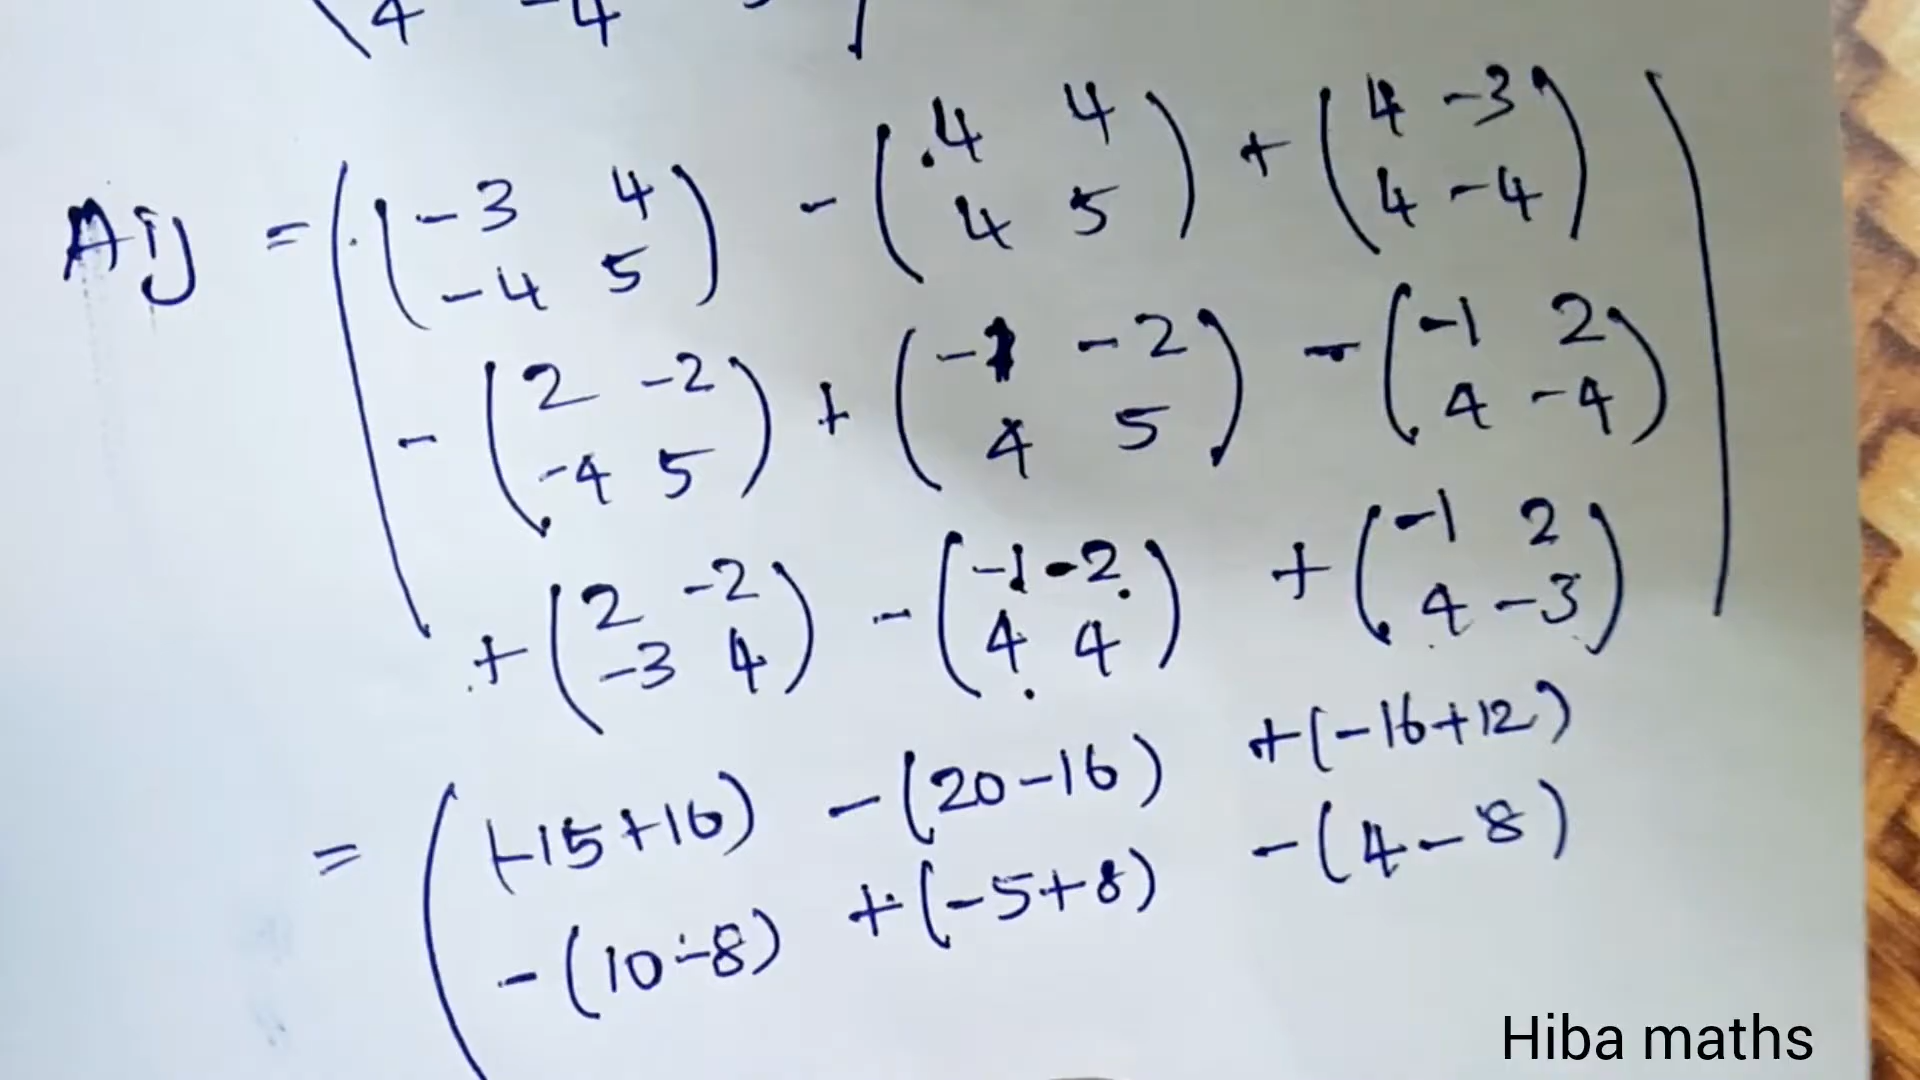 4 -4
Aij = ( ( -3 4 ) - ( 4 4 ) + ( 4 -3 ) )
( -4 5 ) ( 4 5 ) ( 4 -4 )
- ( 2 -2 ) + ( -1 -2 ) - ( -1 2 )
( -4 5 ) ( 4 5 ) ( 4 -4 )
+ ( 2 -2 ) - ( -1 -2 ) + ( -1 2 )
( -3 4 ) ( 4 4 ) ( 4 -3 )
= ( (-15+16) -(20-16) +(-16+12)
-(10-8) +(-5+8) -(4-8)
Hiba maths